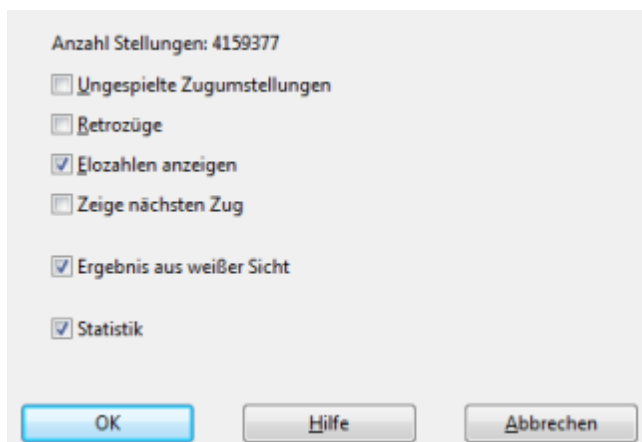 Anzahl Stellungen: 4159377
Ungespielte Zugumstellungen
Retrozüge
Elozahlen anzeigen
Zeige nächsten Zug
Ergebnis aus weißer Sicht
Statistik
OK Hilfe Abbrechen